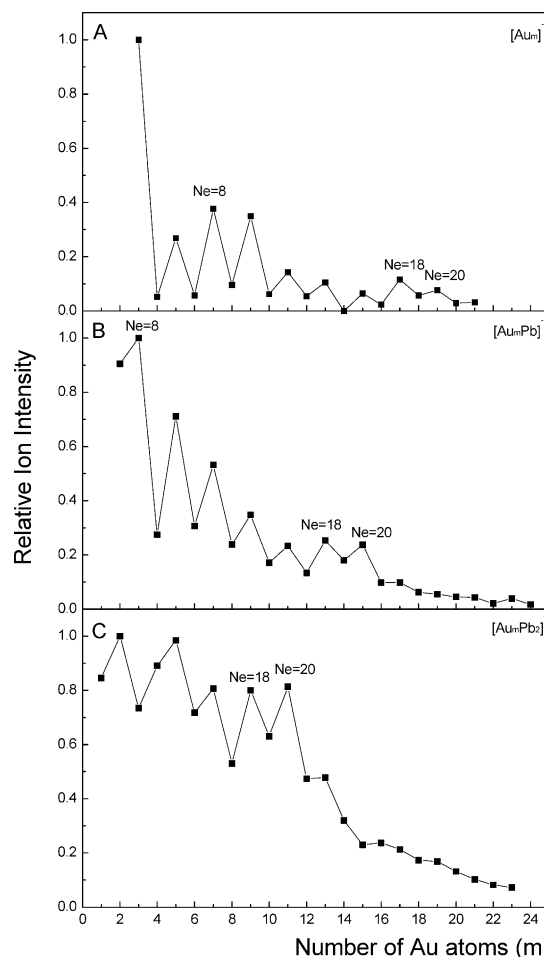 A
[Aum]-
1.0
0.8
0.6
0.4
0.2
0.0
Ne=8
Ne=18
Ne=20
B
[AumPb]-
1.0
0.8
0.6
0.4
0.2
0.0
Ne=8
Ne=18
Ne=20
C
[AumPb2]
1.0
0.8
0.6
0.4
0.2
0.0
Ne=18
Ne=20
0 2 4 6 8 10 12 14 16 18 20 22 24
Relative Ion Intensity
Number of Au atoms (m